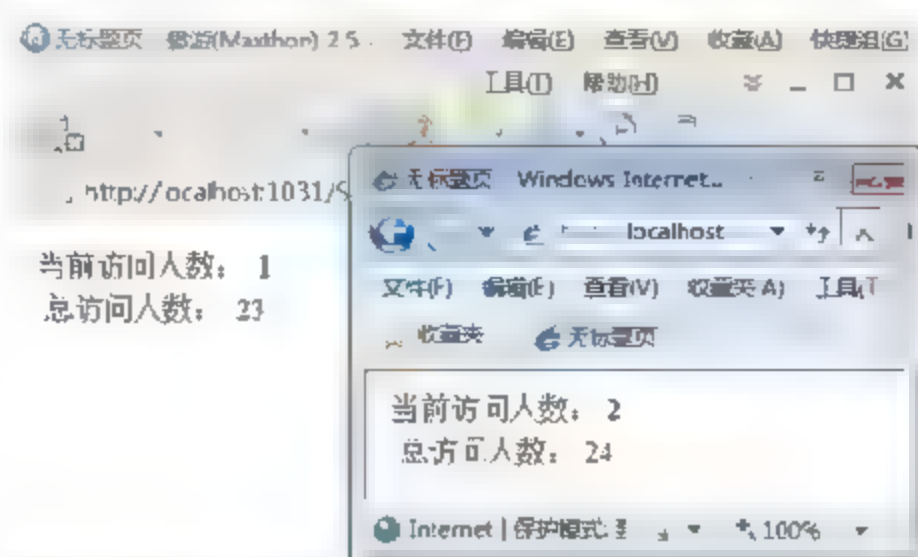 无标题页 傲游(Maxthon) 2.5 文件(F) 编辑(E) 查看(V) 收藏(A) 快捷组(G)
工具(T) 帮助(H)
http://ocalhost:1031/S
当前访问人数： 1
总访问人数： 23
无标题页 Windows Internet...
localhost
文件(F) 编辑(E) 查看(V) 收藏夹(A) 工具(T
收藏夹 无标题页
当前访问人数： 2
总访问人数： 24
Internet | 保护模式: 100%